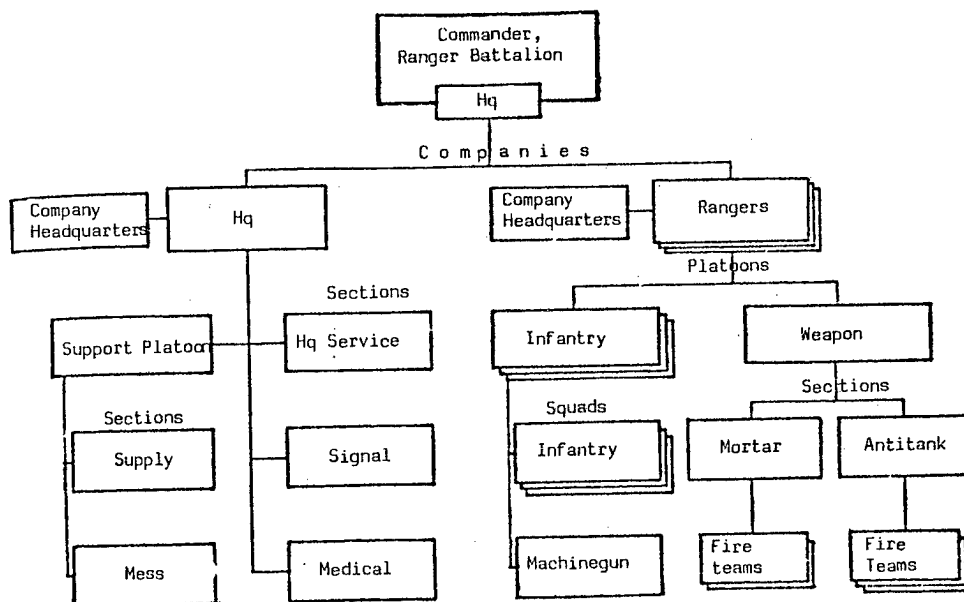 Commander,
Ranger Battalion
Hq
Companies
Company
Headquarters
Hq
Company
Headquarters
Rangers
Platoons
Sections
Support Platoon
Hq Service
Infantry
Weapon
Sections
Supply
Signal
Squads
Infantry
Sections
Mortar
Antitank
Mess
Medical
Machinegun
Fire
teams
Fire
Teams